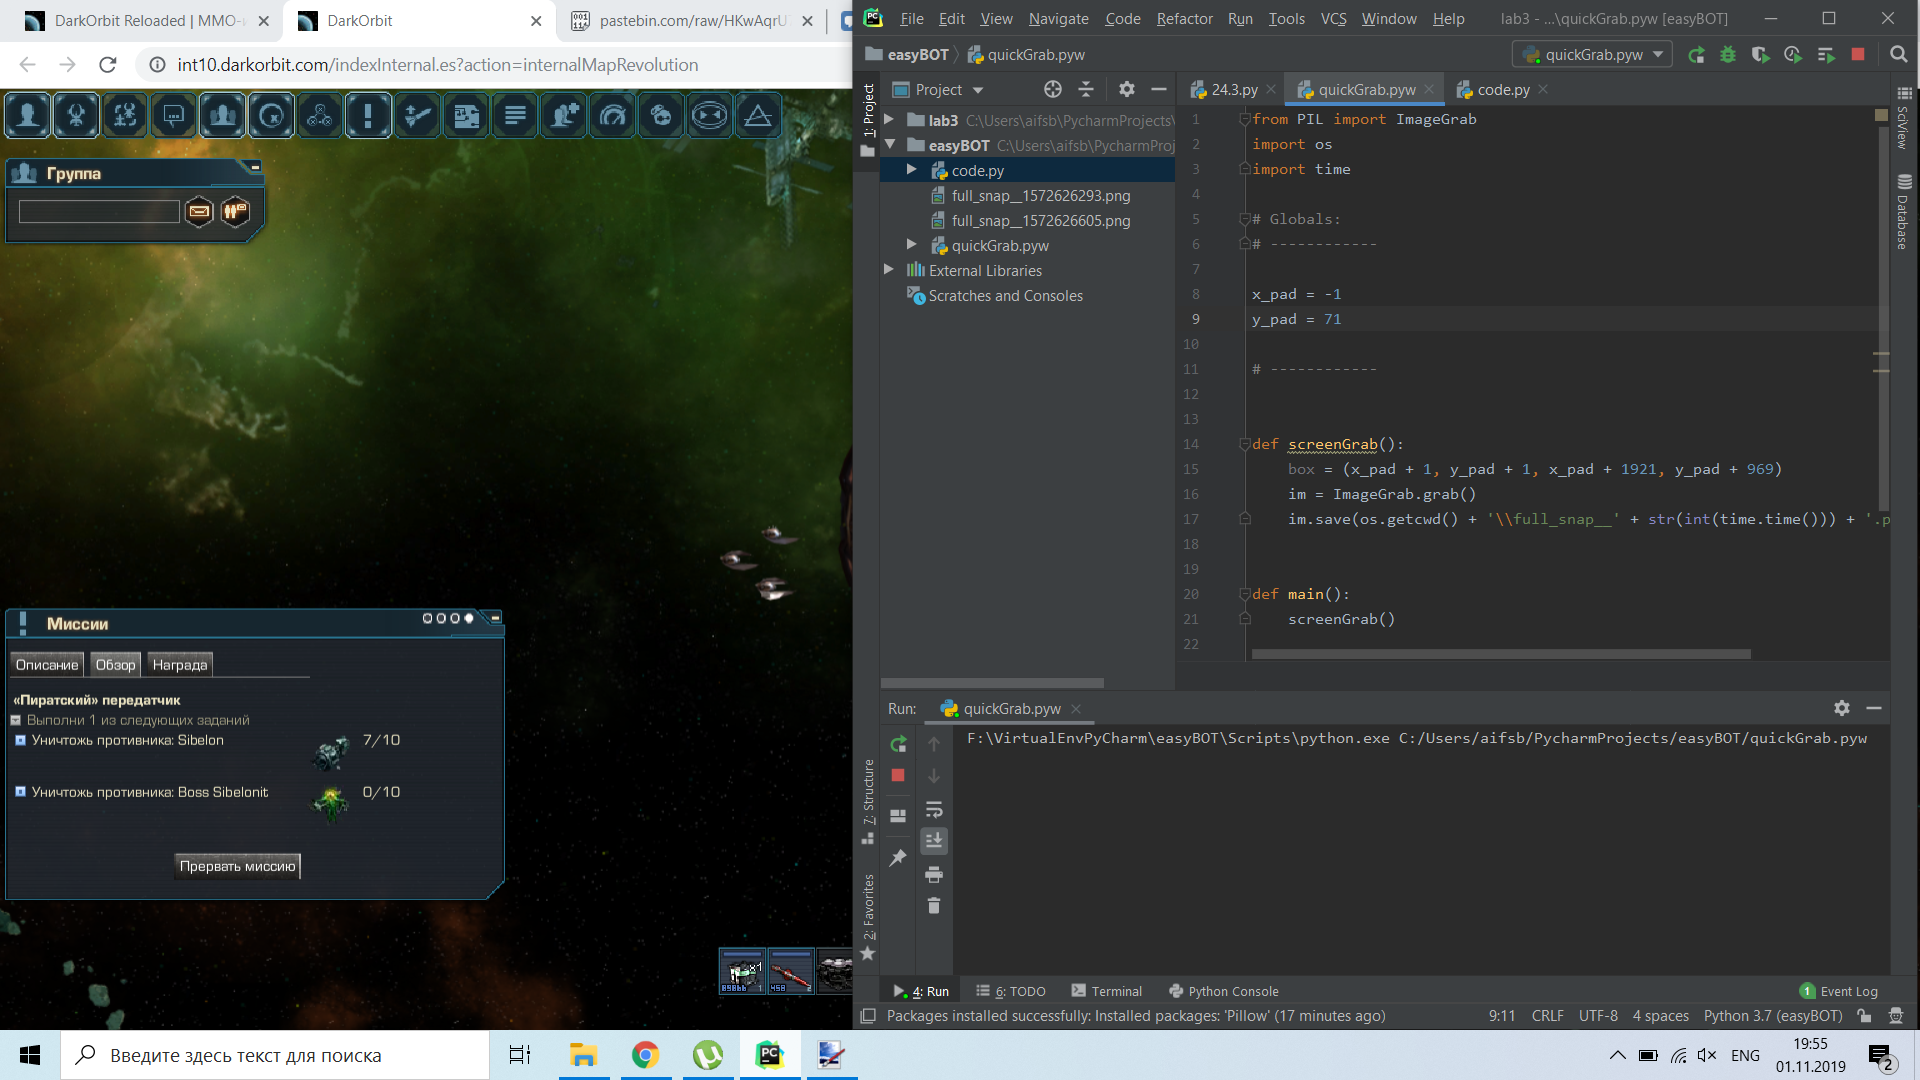 DarkOrbit Reloaded | MMO-и
DarkOrbit
pastebin.com/raw/HKwAqrU
int10.darkorbit.com/indexInternal.es?action=internalMapRevolution
Группа
Миссии
Описание
Обзор
Награда
«Пиратский» передатчик
Выполни 1 из следующих заданий
Уничтожь противника: Sibelon
7/10
Уничтожь противника: Boss Sibelonit
0/10
Прервать миссию
x1
1
458
2
File Edit View Navigate Code Refactor Run Tools VCS Window Help
lab3 - ...\quickGrab.pyw [easyBOT]
easyBOT
quickGrab.pyw
quickGrab.pyw
1: Project
Project
lab3 C:\Users\aifsb\PycharmProjects\
easyBOT C:\Users\aifsb\PycharmProj
code.py
full_snap__1572626293.png
full_snap__1572626605.png
quickGrab.pyw
External Libraries
Scratches and Consoles
24.3.py
quickGrab.pyw
code.py
1 from PIL import ImageGrab
2 import os
3 import time
4
5 # Globals:
6 # ------------
7
8 x_pad = -1
9 y_pad = 71
10
11 # ------------
12
13
14 def screenGrab():
15 box = (x_pad + 1, y_pad + 1, x_pad + 1921, y_pad + 969)
16 im = ImageGrab.grab()
17 im.save(os.getcwd() + '\\full_snap__' + str(int(time.time())) + '.p
18
19
20 def main():
21 screenGrab()
22
SciView
Database
Run:
quickGrab.pyw
F:\VirtualEnvPyCharm\easyBOT\Scripts\python.exe C:/Users/aifsb/PycharmProjects/easyBOT/quickGrab.pyw
7: Structure
2: Favorites
4: Run
6: TODO
Terminal
Python Console
1 Event Log
Packages installed successfully: Installed packages: 'Pillow' (17 minutes ago)
9:11 CRLF UTF-8 4 spaces Python 3.7 (easyBOT)
Введите здесь текст для поиска
PC
ENG
19:55
01.11.2019
2